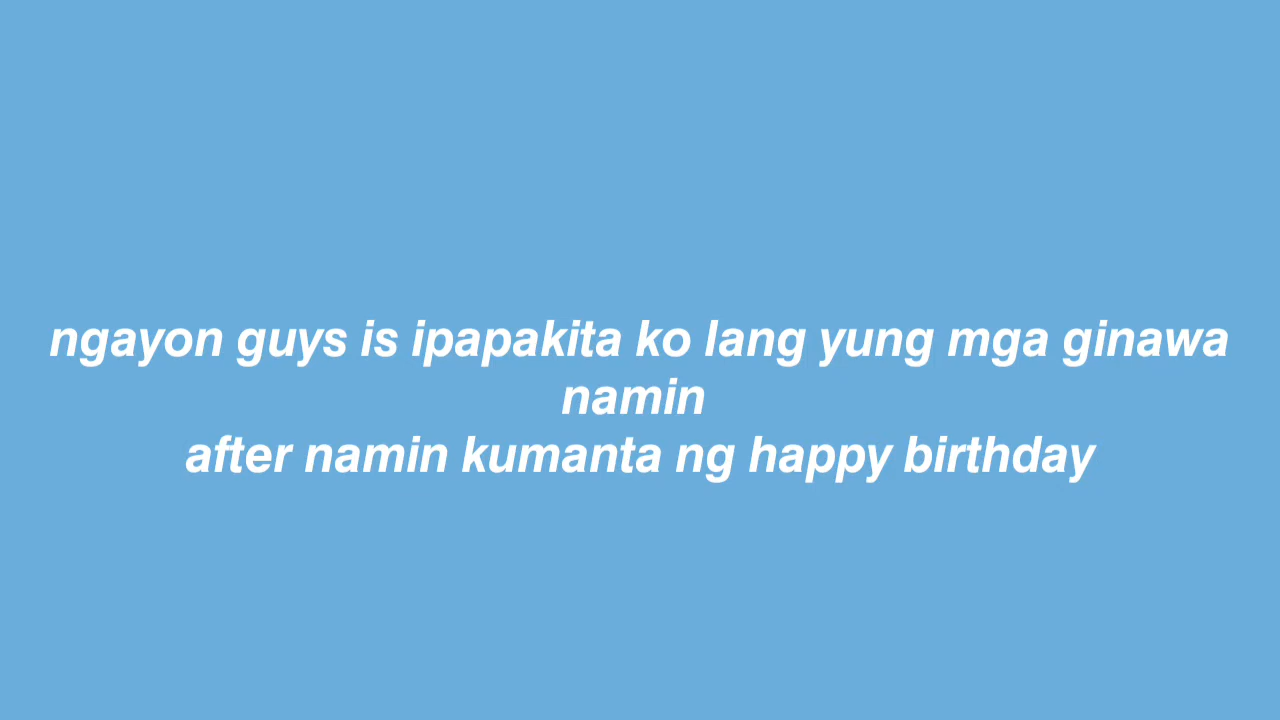 ngayon guys is ipapakita ko lang yung mga ginawa
namin
after namin kumanta ng happy birthday